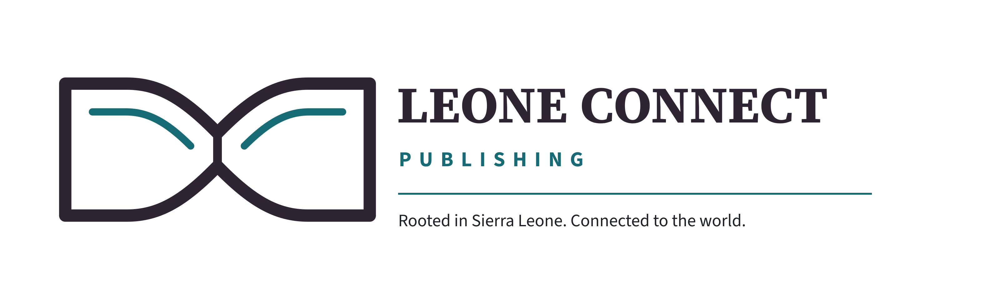 LEONE CONNECT
PUBLISHING
Rooted in Sierra Leone. Connected to the world.